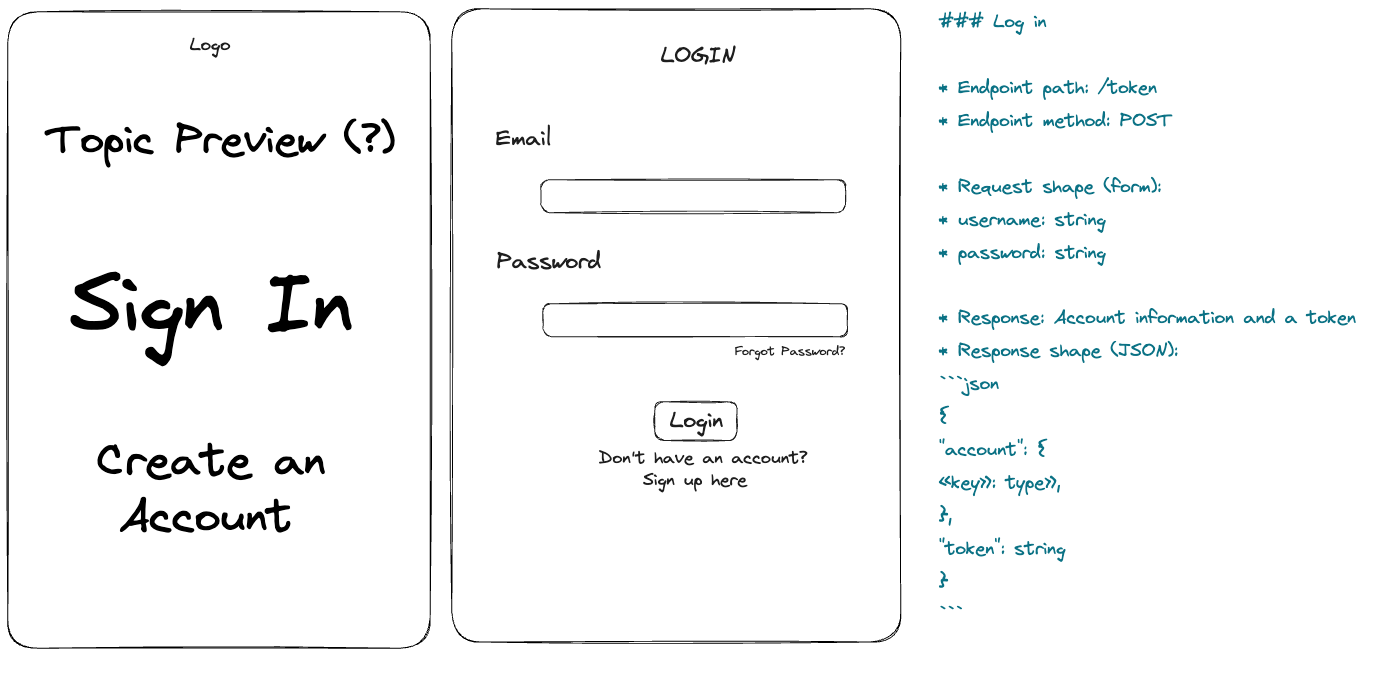 Logo
Topic Preview (?)
Sign In
Create an
Account
LOGIN
Email
Password
Forgot Password?
Login
Don't have an account?
Sign up here
### Log in
* Endpoint path: /token
* Endpoint method: POST
* Request shape (form):
* username: string
* password: string
* Response: Account information and a token
* Response shape (JSON):
```json
{
"account": {
«key»: type»,
},
"token": string
}
```